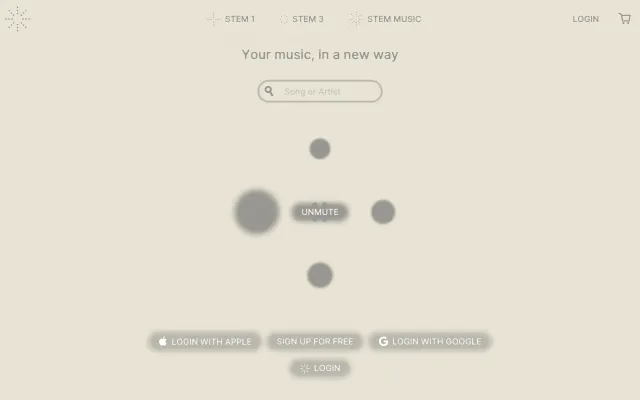 STEM 1 STEM 3 STEM MUSIC LOGIN
Your music, in a new way
Song or Artist
UNMUTE
LOGIN WITH APPLE SIGN UP FOR FREE LOGIN WITH GOOGLE
LOGIN